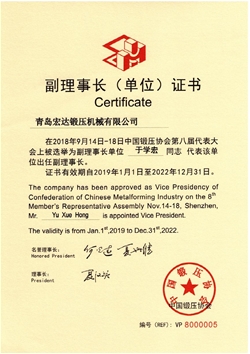 副理事长（单位）证书
Certificate
青岛宏达锻压机械有限公司
在2018年9月14日-18日中国锻压协会第八届代表大
会上被选举为副理事长单位 于学宏 同志 代表该单
位出任副理事长。
证书有效期自2019年1月1日至2022年12月31日。
The company has been approved as Vice Presidency of
Confederation of Chinese Metalforming Industry on the 8th
Member's Representative Assembly Nov.14-18, Shenzhen,
Mr. Yu Xue Hong is appointed Vice President.
The validity is from Jan.1st,2019 to Dec.31st,2022.
名誉理事长：
Honored President
理事长：
President
中国锻压协会
中国锻压协会
编号（REF）：VP 8000005